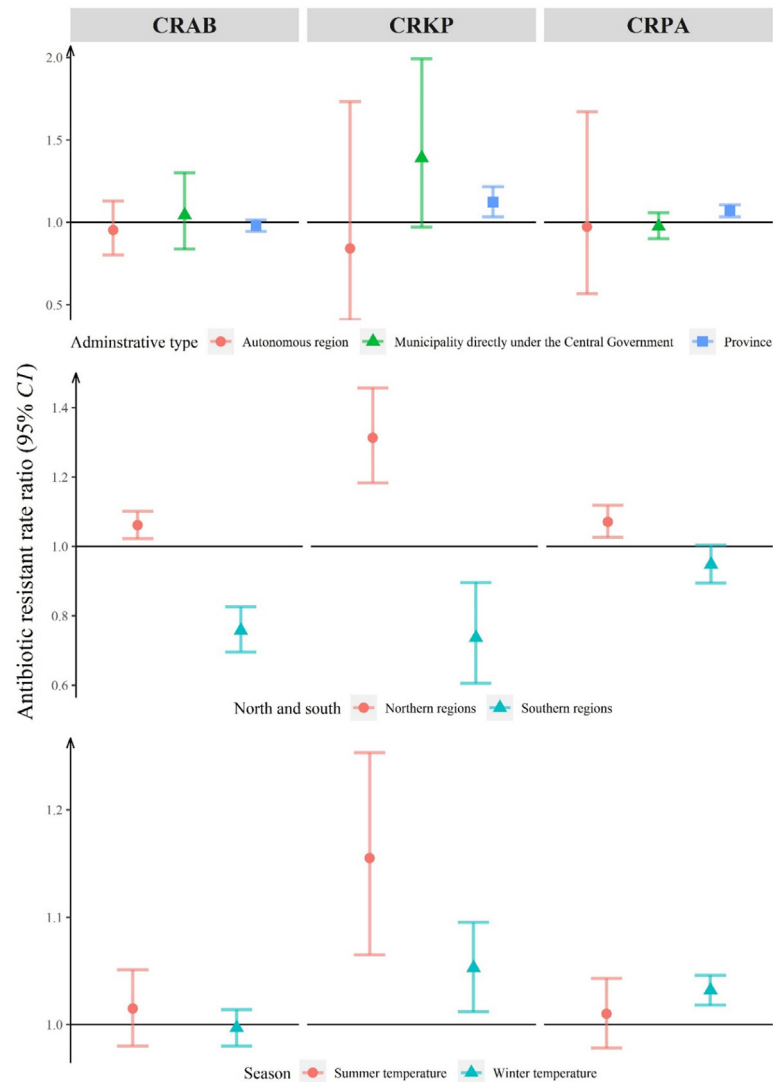 CRAB CRKP CRPA
2.0
1.5
1.0
0.5
Adminstrative type Autonomous region Municipality directly under the Central Government Province
Antibiotic resistant rate ratio (95% CI)
1.4
1.2
1.0
0.8
0.6
North and south Northern regions Southern regions
1.2
1.1
1.0
Season Summer temperature Winter temperature